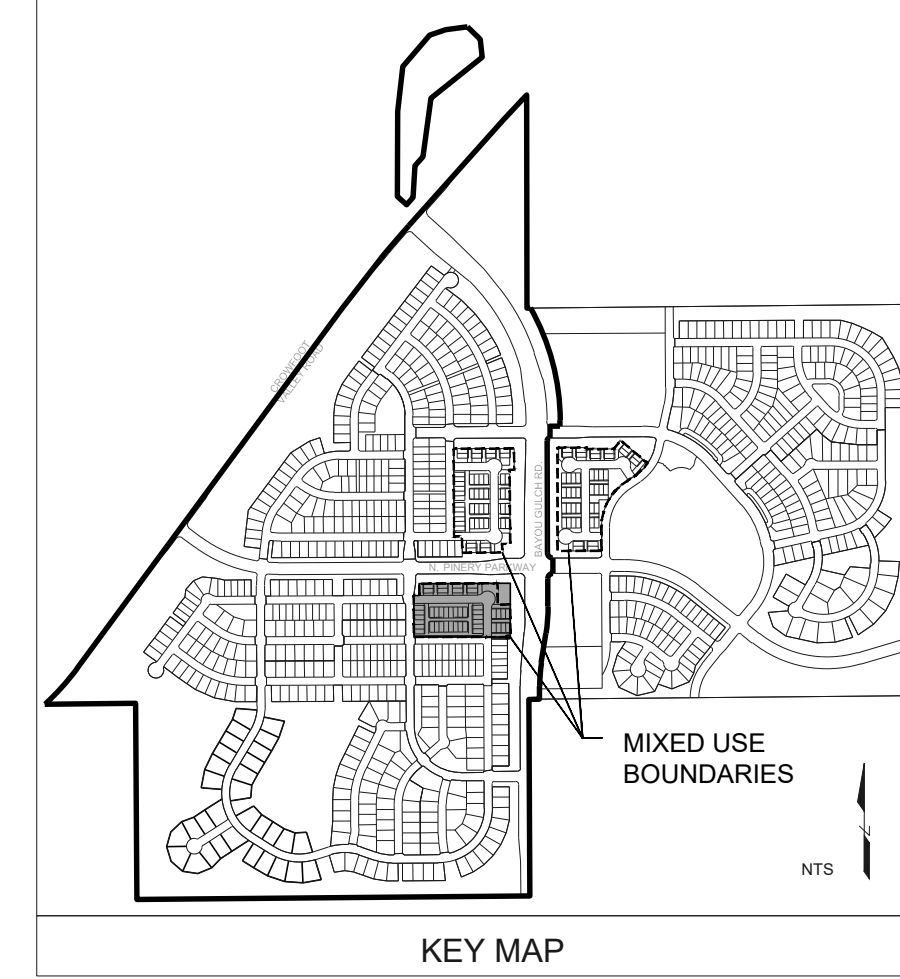 CROWFOOT
VALLEY ROAD
BAYOU GULCH RD.
N. PINERY PARKWAY
MIXED USE
BOUNDARIES
Z
NTS
KEY MAP